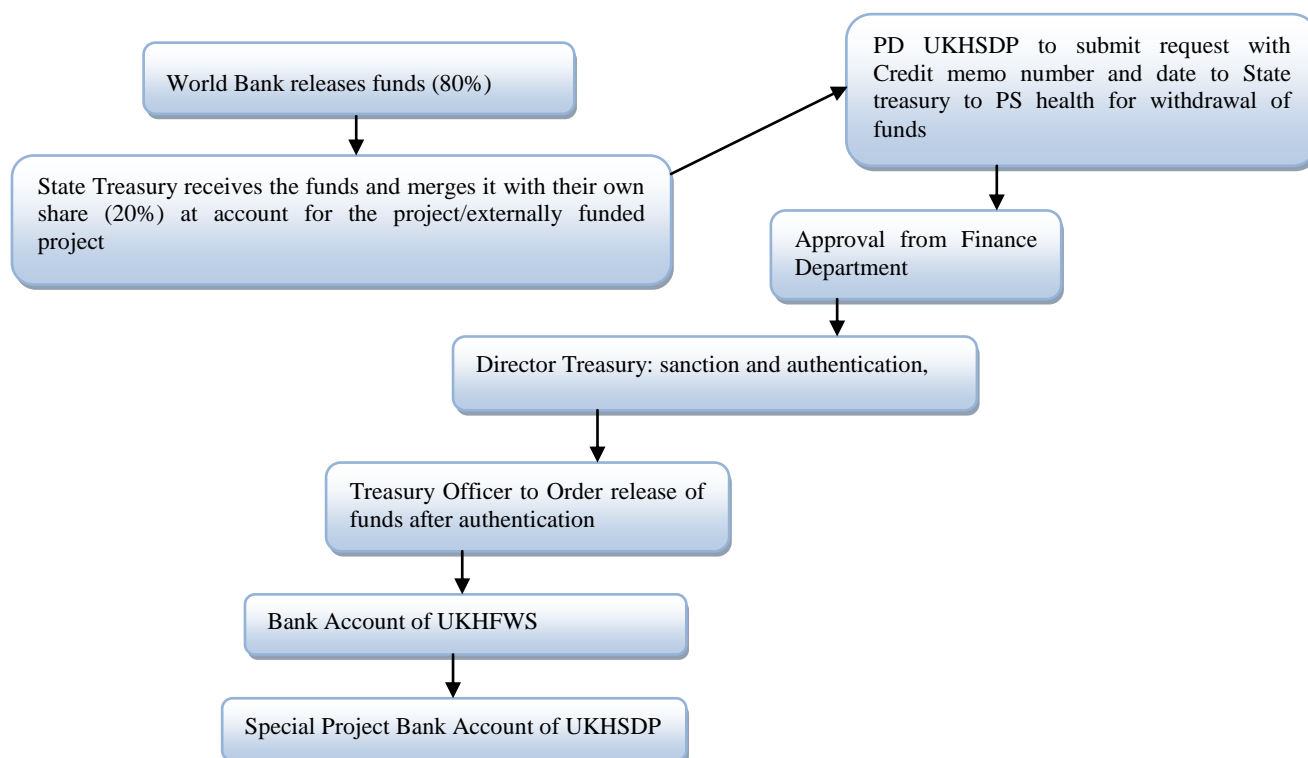 World Bank releases funds (80%)
State Treasury receives the funds and merges it with their own
share (20%) at account for the project/externally funded
project
PD UKHSDP to submit request with
Credit memo number and date to State
treasury to PS health for withdrawal of
funds
Approval from Finance
Department
Director Treasury: sanction and authentication,
Treasury Officer to Order release of
funds after authentication
Bank Account of UKHFWS
Special Project Bank Account of UKHSDP